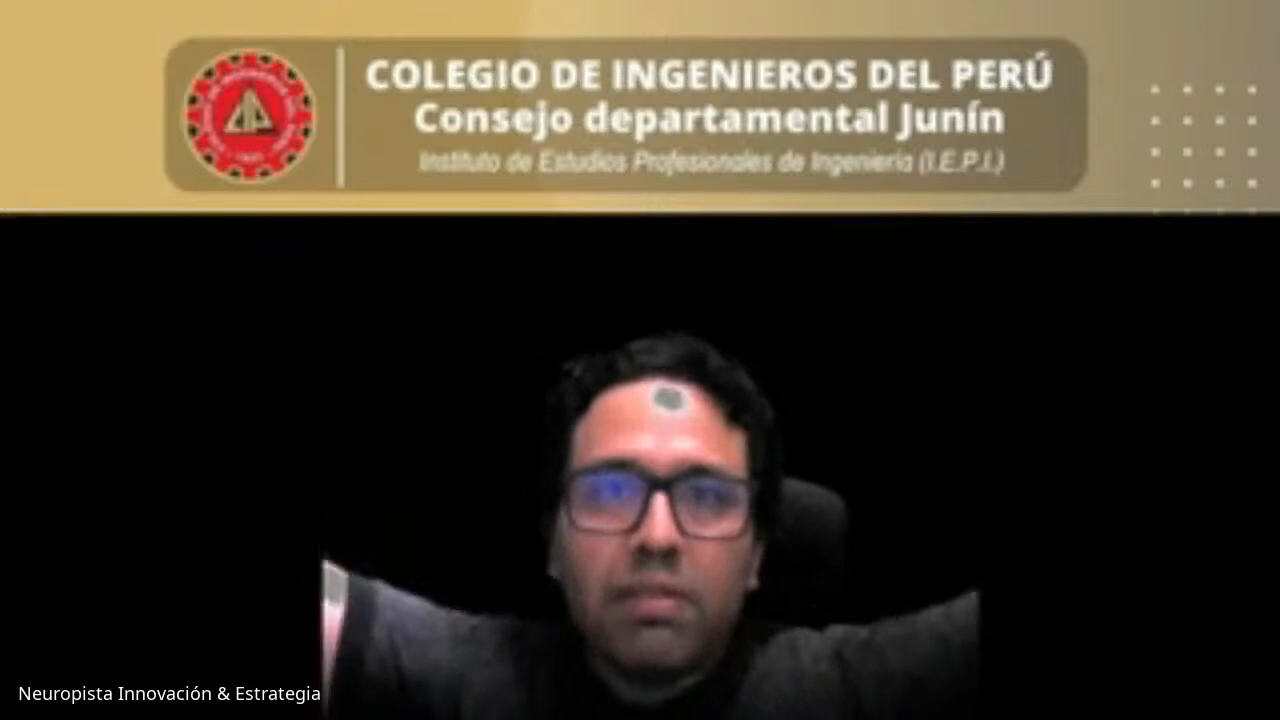 COLEGIO DE INGENIEROS DEL PERÚ
Consejo departamental Junín
Instituto de Estudios Profesionales de Ingeniería (I.E.P.I.)
Neuropista Innovación & Estrategia